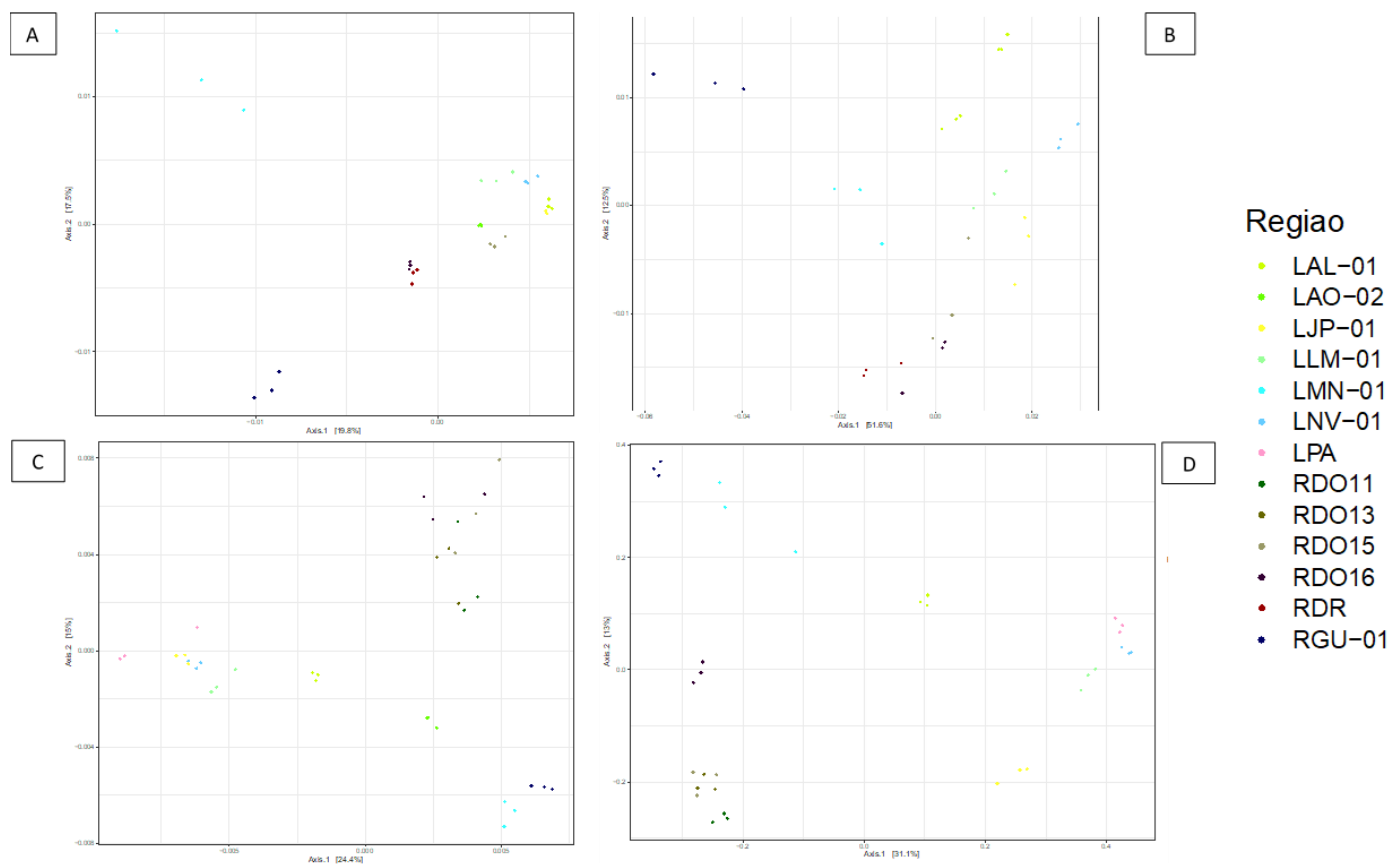 A
B
0.01
0.00
−0.01
Axis.2 [17.5%]
−0.01
0.00
Axis.1 [19.8%]
0.01
0.00
−0.01
Axis.2 [12.5%]
−0.06
−0.04
−0.02
0.00
0.02
Axis.1 [51.6%]
C
D
0.008
0.004
0.000
−0.004
−0.008
Axis.2 [15%]
−0.005
0.000
0.005
Axis.1 [24.4%]
0.4
0.2
0.0
−0.2
Axis.2 [13%]
−0.2
0.0
0.2
0.4
Axis.1 [31.1%]
Regiao
LAL−01
LAO−02
LJP−01
LLM−01
LMN−01
LNV−01
LPA
RDO11
RDO13
RDO15
RDO16
RDR
RGU−01